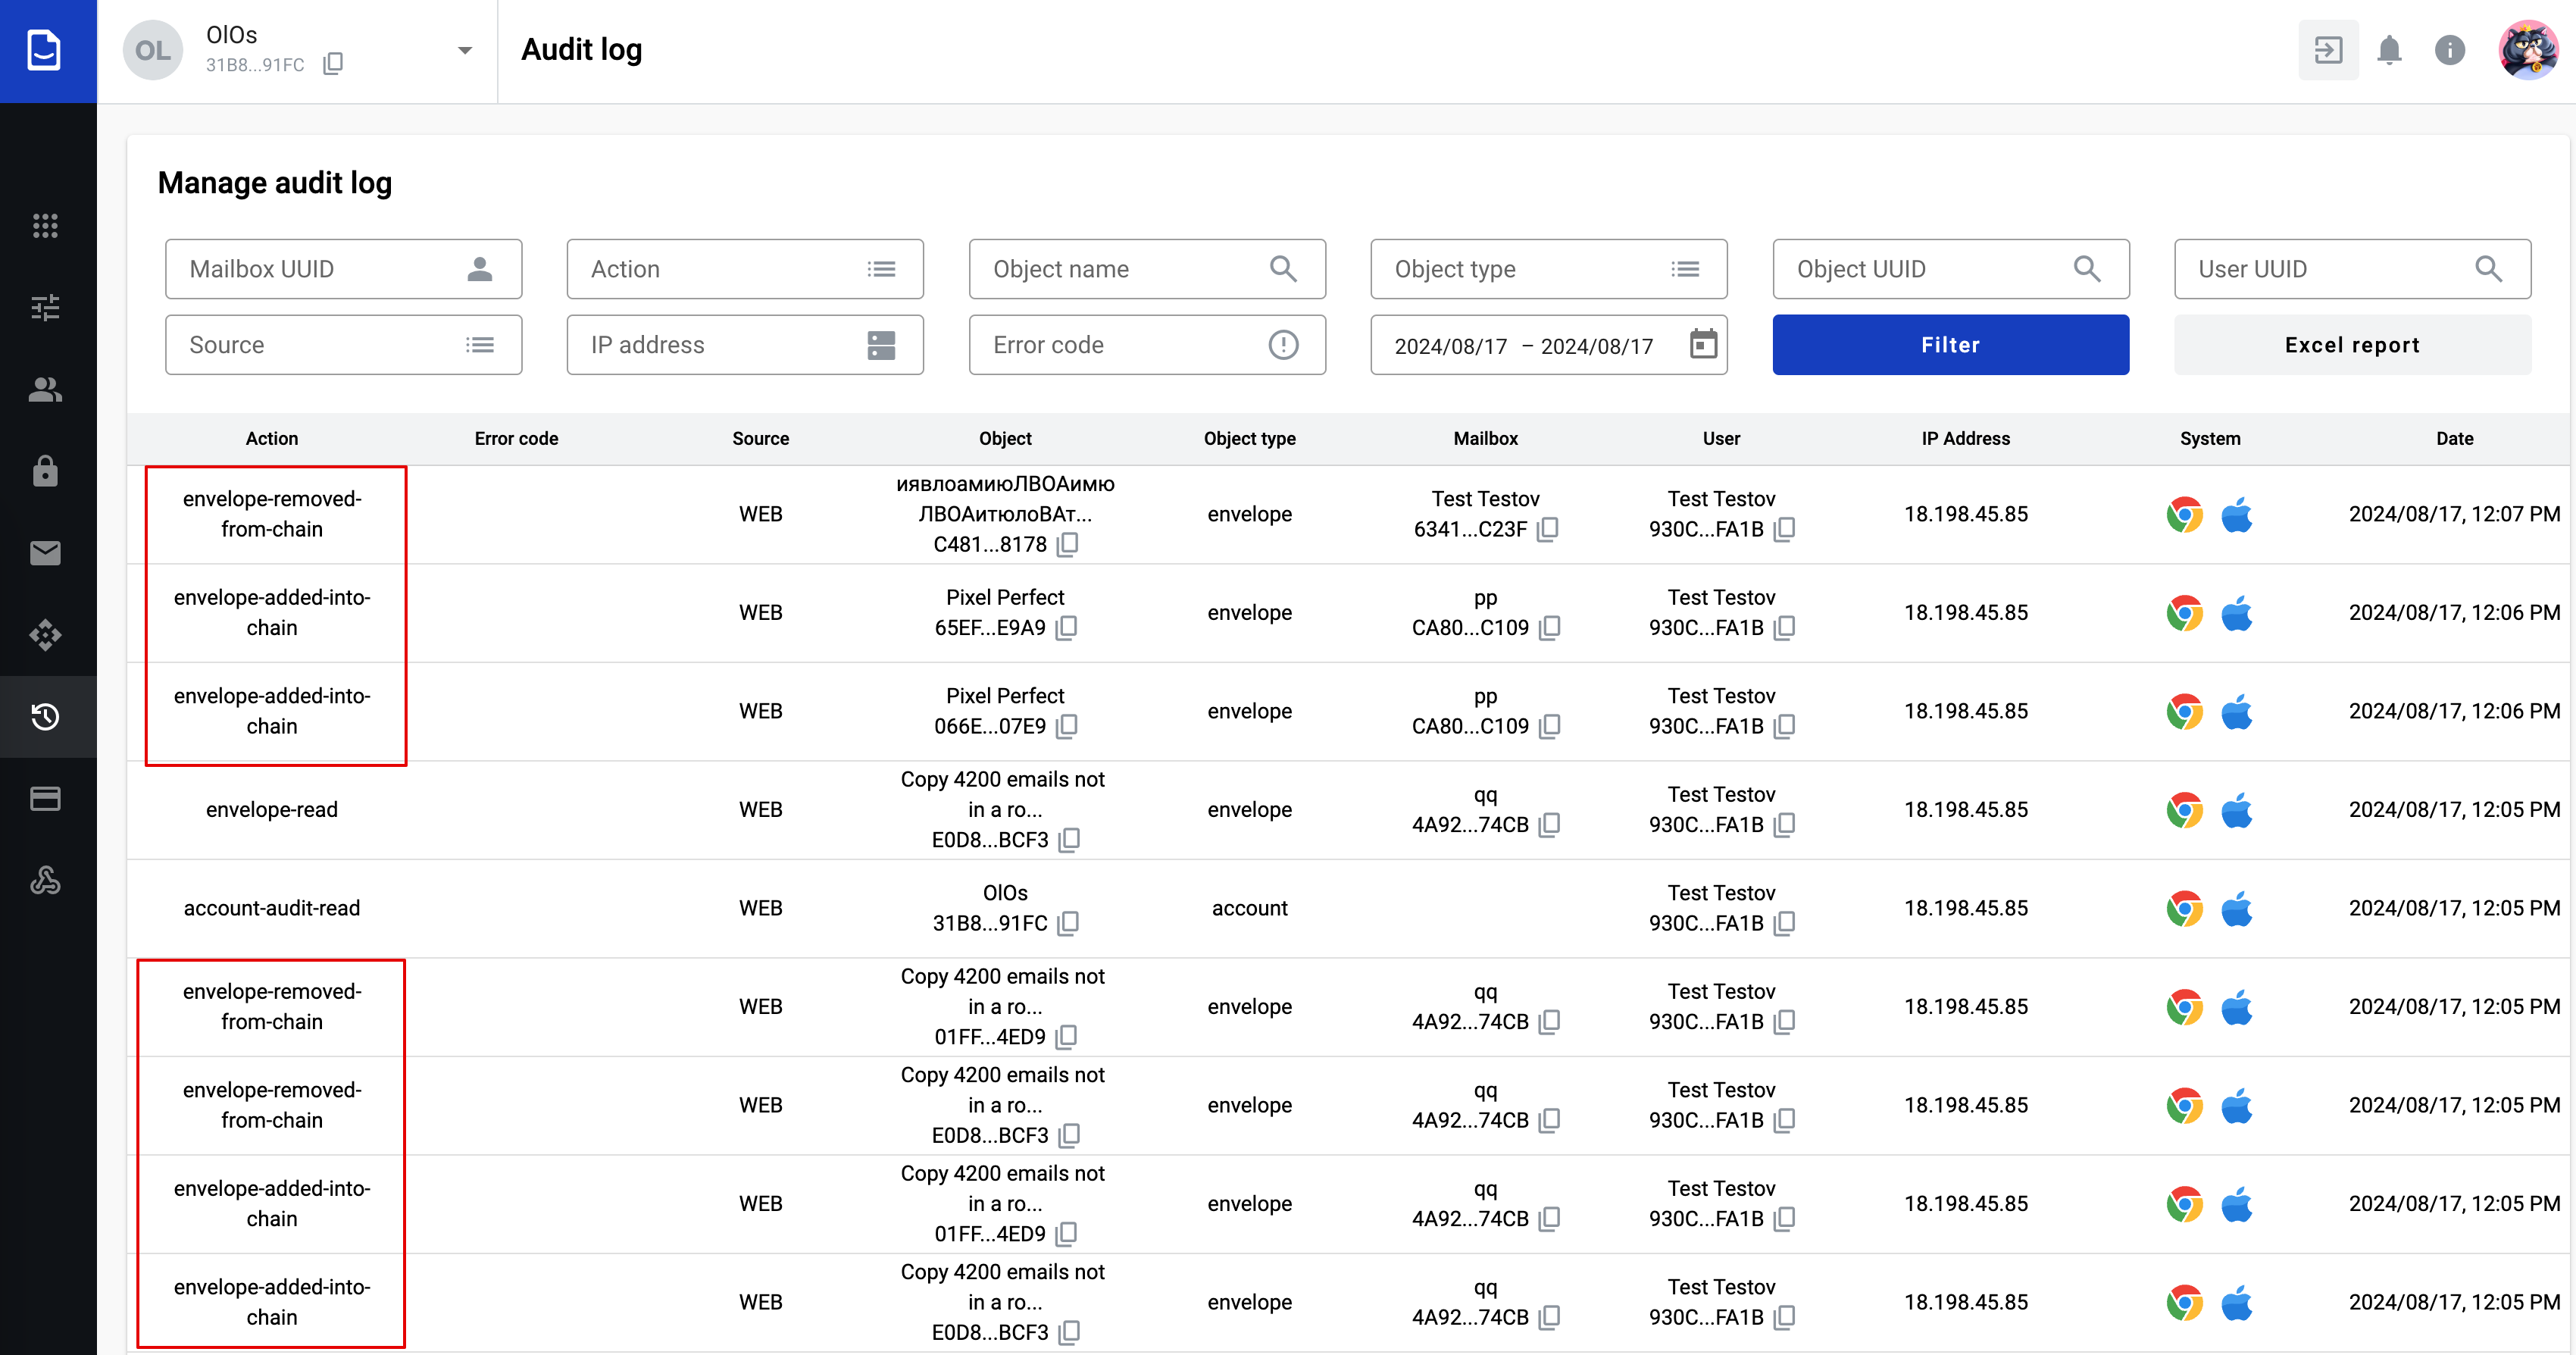 OL
OlOs
31B8...91FC
Audit log
Manage audit log
Mailbox UUID
Action
Object name
Object type
Object UUID
User UUID
Source
IP address
Error code
2024/08/17 – 2024/08/17
Filter
Excel report
Action Error code Source Object Object type Mailbox User IP Address System Date
envelope-removed-
from-chain
WEB
иявлоамиюЛВОАимю
ЛВОАитюлоВАт...
C481...8178
envelope
Test Testov
6341...C23F
Test Testov
930C...FA1B
18.198.45.85
2024/08/17, 12:07 PM
envelope-added-into-
chain
WEB
Pixel Perfect
65EF...E9A9
envelope
pp
CA80...C109
Test Testov
930C...FA1B
18.198.45.85
2024/08/17, 12:06 PM
envelope-added-into-
chain
WEB
Pixel Perfect
066E...07E9
envelope
pp
CA80...C109
Test Testov
930C...FA1B
18.198.45.85
2024/08/17, 12:06 PM
envelope-read
WEB
Copy 4200 emails not
in a ro...
E0D8...BCF3
envelope
qq
4A92...74CB
Test Testov
930C...FA1B
18.198.45.85
2024/08/17, 12:05 PM
account-audit-read
WEB
OlOs
31B8...91FC
account
Test Testov
930C...FA1B
18.198.45.85
2024/08/17, 12:05 PM
envelope-removed-
from-chain
WEB
Copy 4200 emails not
in a ro...
01FF...4ED9
envelope
qq
4A92...74CB
Test Testov
930C...FA1B
18.198.45.85
2024/08/17, 12:05 PM
envelope-removed-
from-chain
WEB
Copy 4200 emails not
in a ro...
E0D8...BCF3
envelope
qq
4A92...74CB
Test Testov
930C...FA1B
18.198.45.85
2024/08/17, 12:05 PM
envelope-added-into-
chain
WEB
Copy 4200 emails not
in a ro...
01FF...4ED9
envelope
qq
4A92...74CB
Test Testov
930C...FA1B
18.198.45.85
2024/08/17, 12:05 PM
envelope-added-into-
chain
WEB
Copy 4200 emails not
in a ro...
E0D8...BCF3
envelope
qq
4A92...74CB
Test Testov
930C...FA1B
18.198.45.85
2024/08/17, 12:05 PM